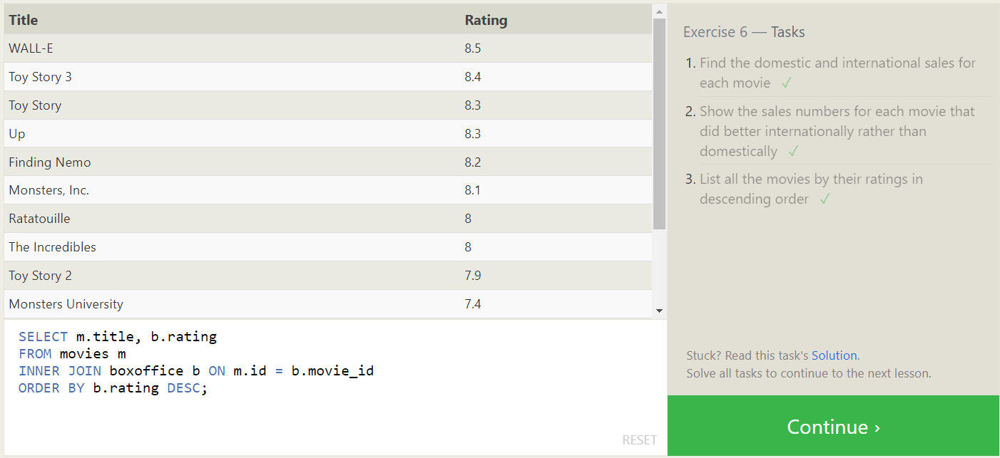 Title Rating
WALL-E 8.5
Toy Story 3 8.4
Toy Story 8.3
Up 8.3
Finding Nemo 8.2
Monsters, Inc. 8.1
Ratatouille 8
The Incredibles 8
Toy Story 2 7.9
Monsters University 7.4
SELECT m.title, b.rating
FROM movies m
INNER JOIN boxoffice b ON m.id = b.movie_id
ORDER BY b.rating DESC;
RESET
Exercise 6 — Tasks
1. Find the domestic and international sales for
each movie ✓
2. Show the sales numbers for each movie that
did better internationally rather than
domestically ✓
3. List all the movies by their ratings in
descending order ✓
Stuck? Read this task's Solution.
Solve all tasks to continue to the next lesson.
Continue ›